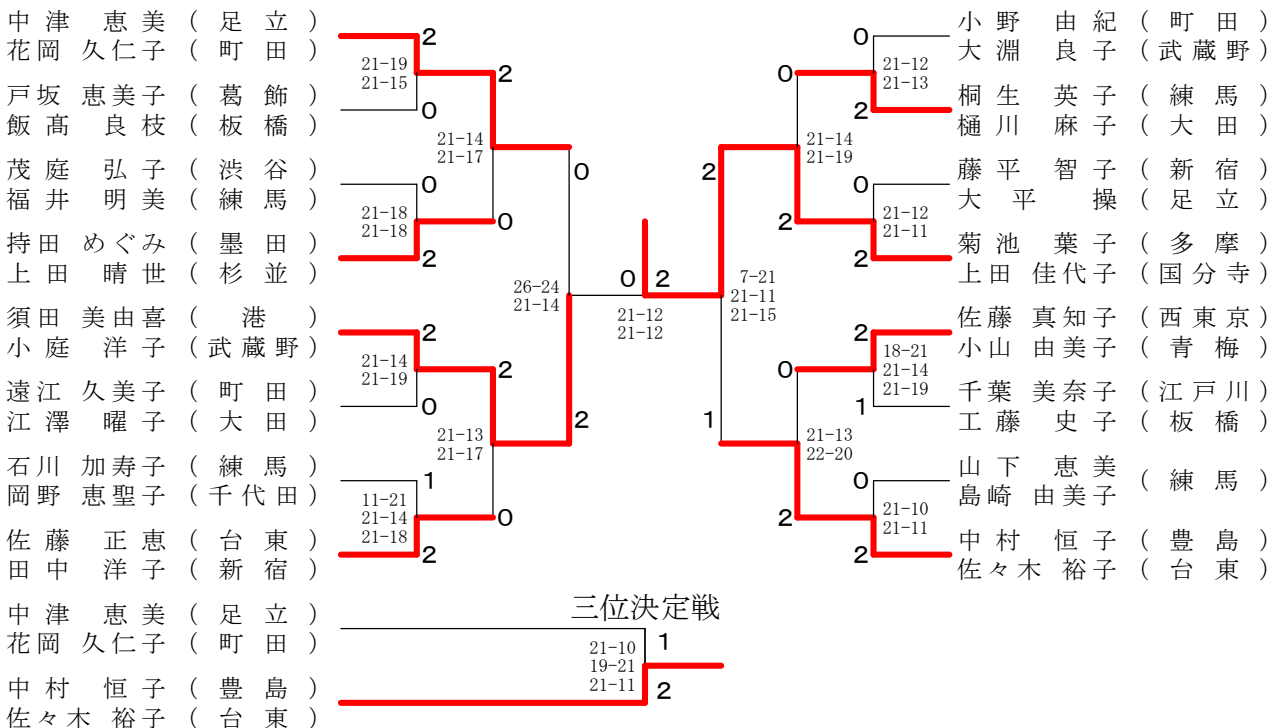 中津 恵美 ( 足立 )
花岡 久仁子 ( 町田 )
2
21-19
21-15
戸坂 恵美子 ( 葛飾 )
飯髙 良枝 ( 板橋 )
0
2
21-14
21-17
茂庭 弘子 ( 渋谷 )
福井 明美 ( 練馬 )
0
21-18
21-18
0
持田 めぐみ ( 墨田 )
上田 晴世 ( 杉並 )
2
0
26-24
21-14
須田 美由喜 ( 港 )
小庭 洋子 ( 武蔵野 )
2
21-14
21-19
2
遠江 久美子 ( 町田 )
江澤 曜子 ( 大田 )
0
2
21-13
21-17
石川 加寿子 ( 練馬 )
岡野 恵聖子 ( 千代田 )
1
11-21
21-14
21-18
0
佐藤 正恵 ( 台東 )
田中 洋子 ( 新宿 )
2
0 2
21-12
21-12
小野 由紀 ( 町田 )
大淵 良子 ( 武蔵野 )
0
21-12
21-13
0
桐生 英子 ( 練馬 )
樋川 麻子 ( 大田 )
2
21-14
21-19
2
藤平 智子 ( 新宿 )
大平 操 ( 足立 )
0
21-12
21-11
2
菊池 葉子 ( 多摩 )
上田 佳代子 ( 国分寺 )
2
7-21
21-11
21-15
佐藤 真知子 ( 西東京 )
小山 由美子 ( 青梅 )
2
18-21
21-14
21-19
0
千葉 美奈子 ( 江戸川 )
工藤 史子 ( 板橋 )
1
1
21-13
22-20
山下 恵美
島崎 由美子
( 練馬 )
0
21-10
21-11
2
中村 恒子 ( 豊島 )
佐々木 裕子 ( 台東 )
2
三位決定戦
中津 恵美 ( 足立 )
花岡 久仁子 ( 町田 )
1
21-10
19-21
21-11
中村 恒子 ( 豊島 )
佐々木 裕子 ( 台東 )
2